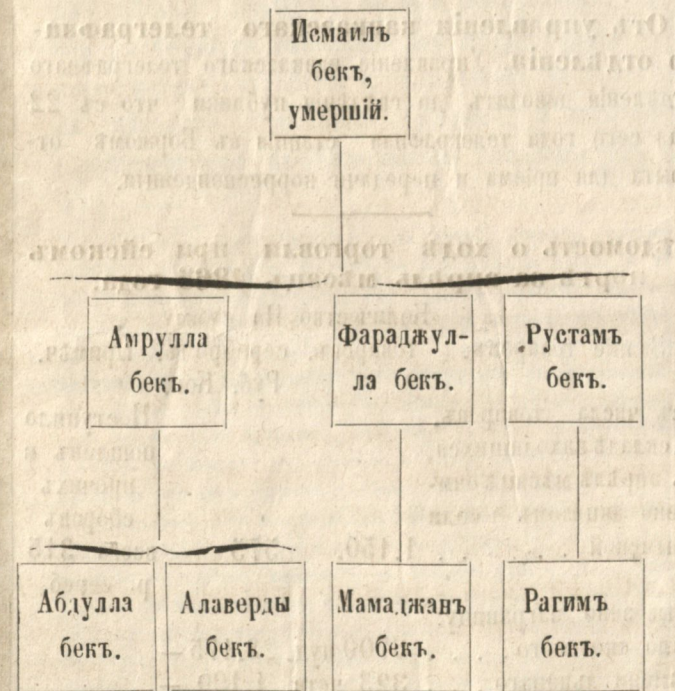 Исмаилъ
бекъ,
умершій.
Амрулла
бекъ.
Фараджул-
ла бекъ.
Рустамъ
бекъ.
Абдулла
бекъ.
Алаверды
бекъ.
Мамаджанъ
бекъ.
Рагимъ
бекъ.